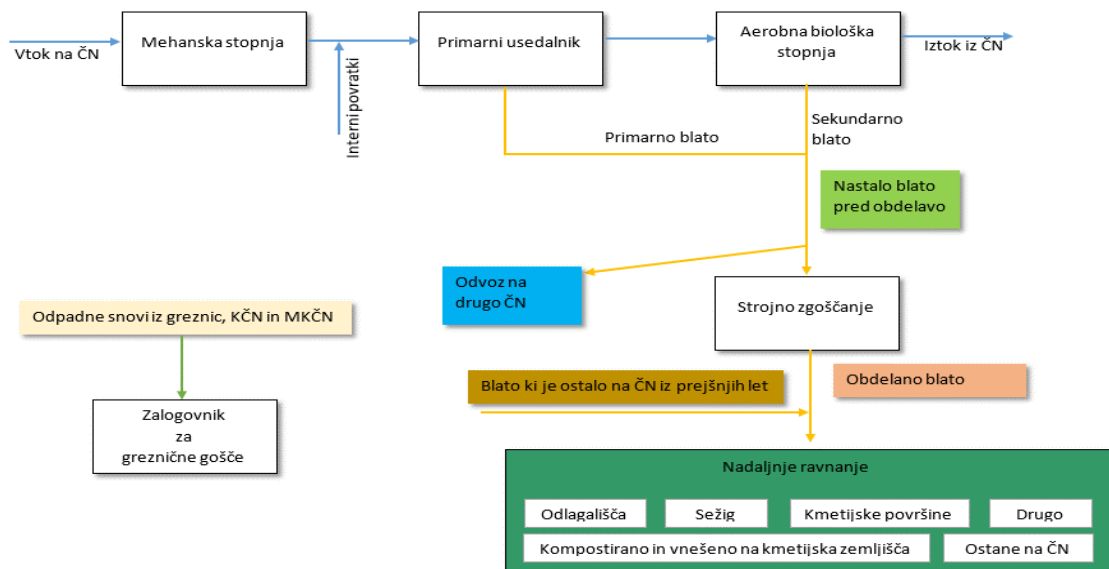 Vtok na ČN
Mehanska stopnja
Interni povratki
Primarni usedalnik
Aerobna biološka
stopnja
Iztok iz ČN
Primarno blato
Sekundarno
blato
Nastalo blato
pred obdelavo
Odvoz na
drugo ČN
Strojno zgoščanje
Odpadne snovi iz greznic, KČN in MKČN
Zalogovnik
za
greznične gošče
Blato ki je ostalo na ČN iz prejšnjih let
Obdelano blato
Nadaljnje ravnanje
Odlagališča
Sežig
Kmetijske površine
Drugo
Kompostirano in vnešeno na kmetijska zemljišča
Ostane na ČN